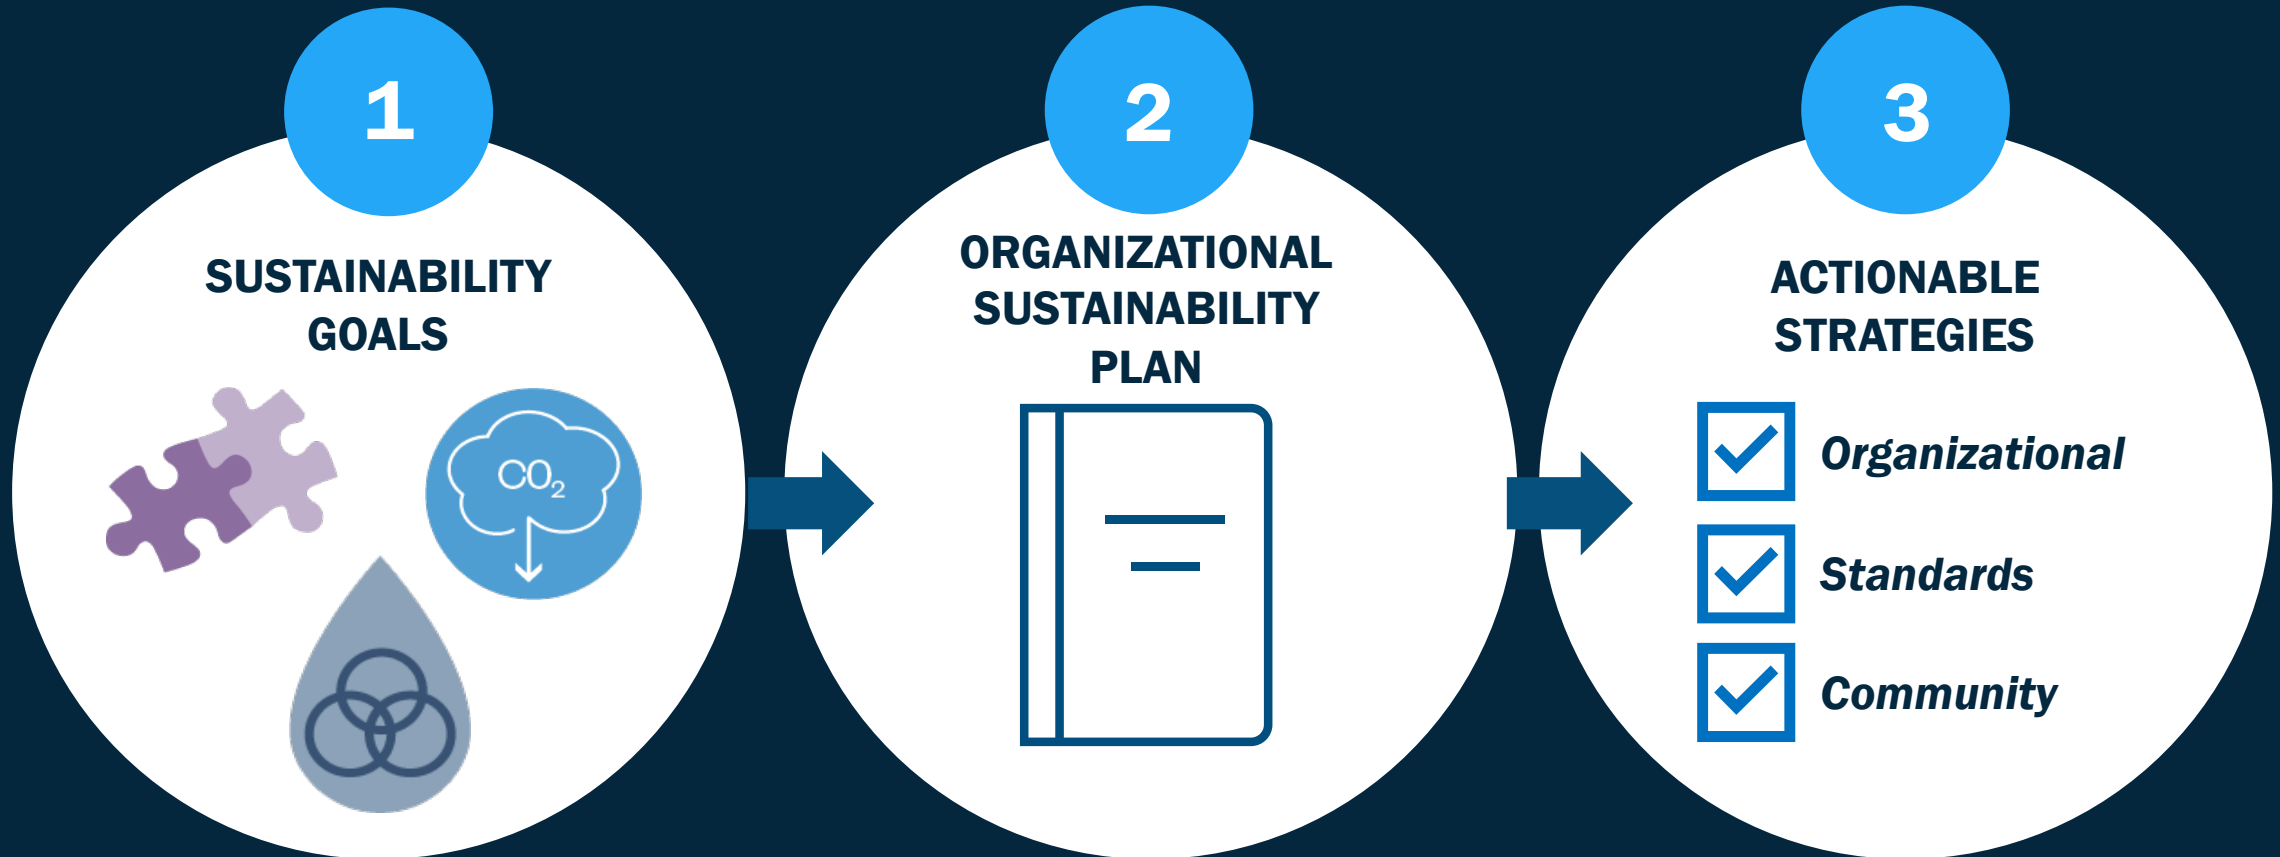 1
SUSTAINABILITY
GOALS
CO₂
2
ORGANIZATIONAL
SUSTAINABILITY
PLAN
3
ACTIONABLE
STRATEGIES
Organizational
Standards
Community